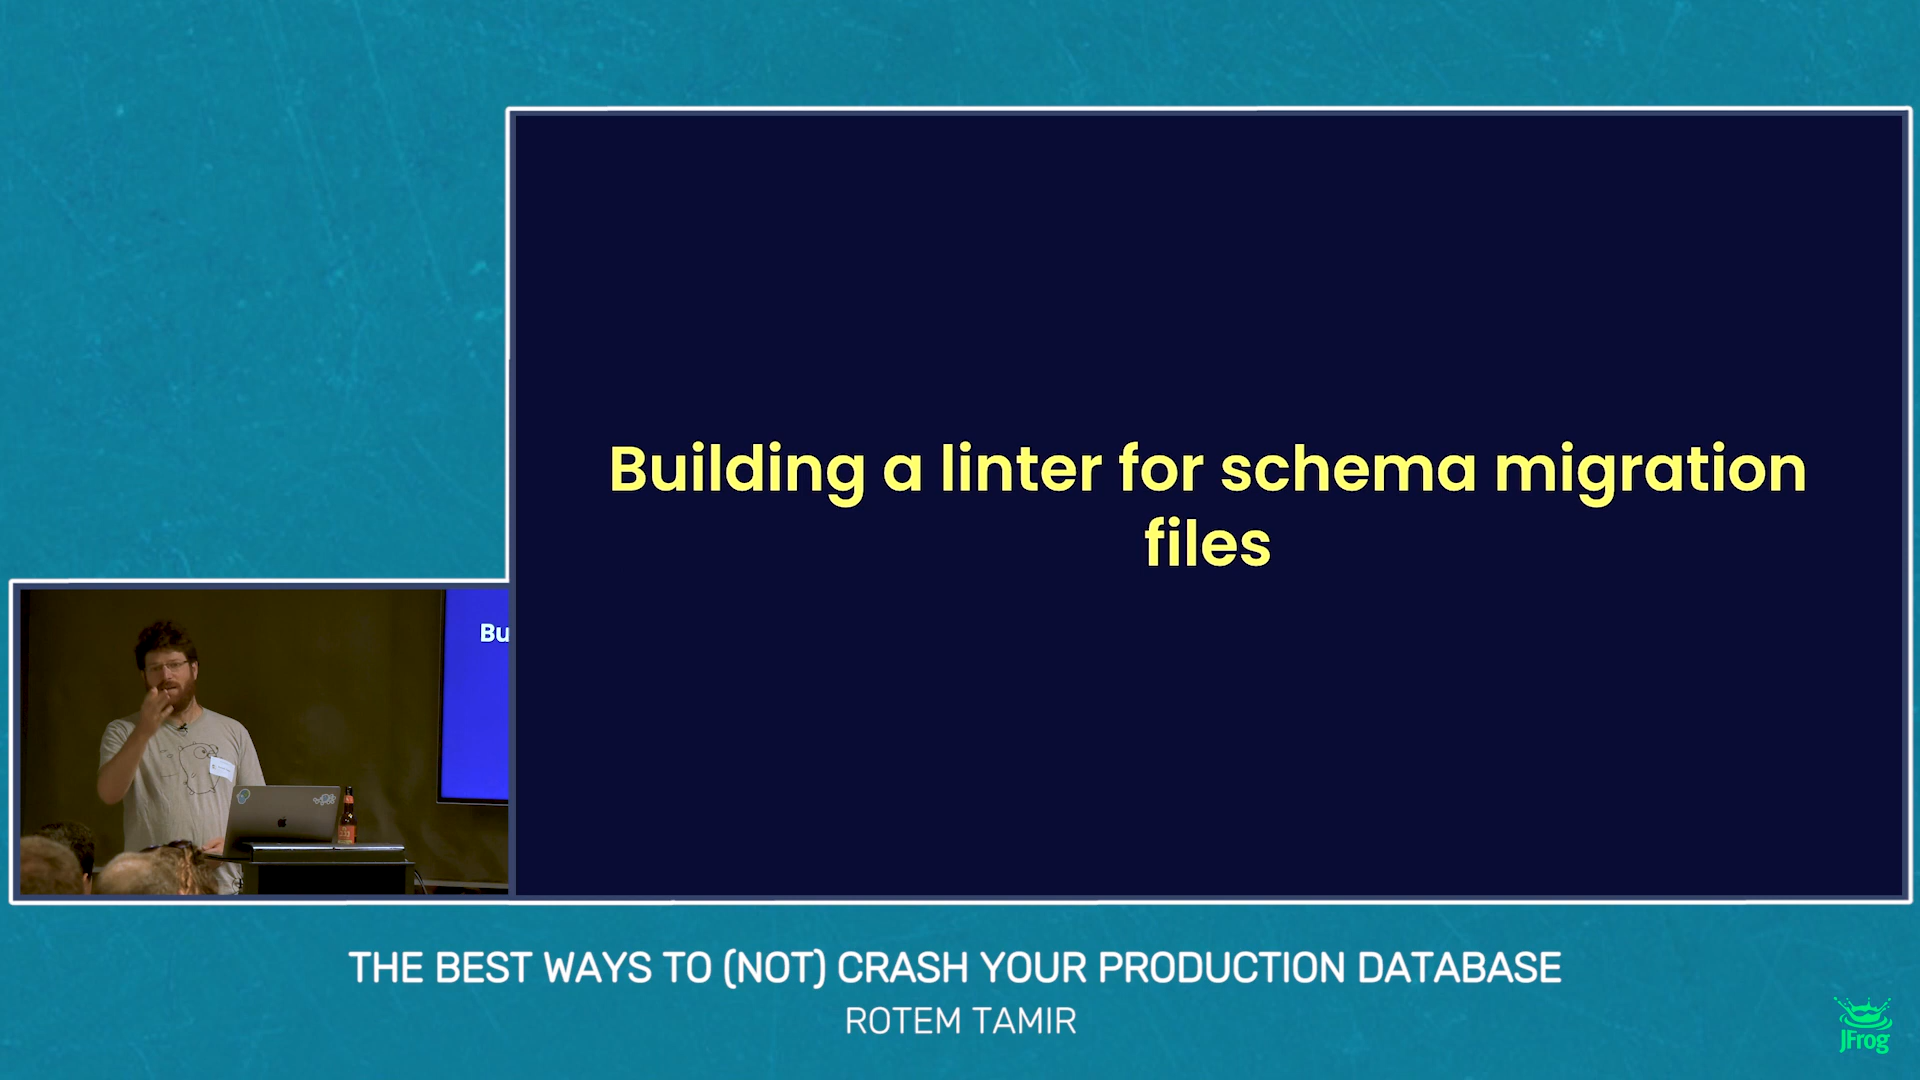 Building a linter for schema migration
files
Bu
THE BEST WAYS TO (NOT) CRASH YOUR PRODUCTION DATABASE
ROTEM TAMIR
JFrog